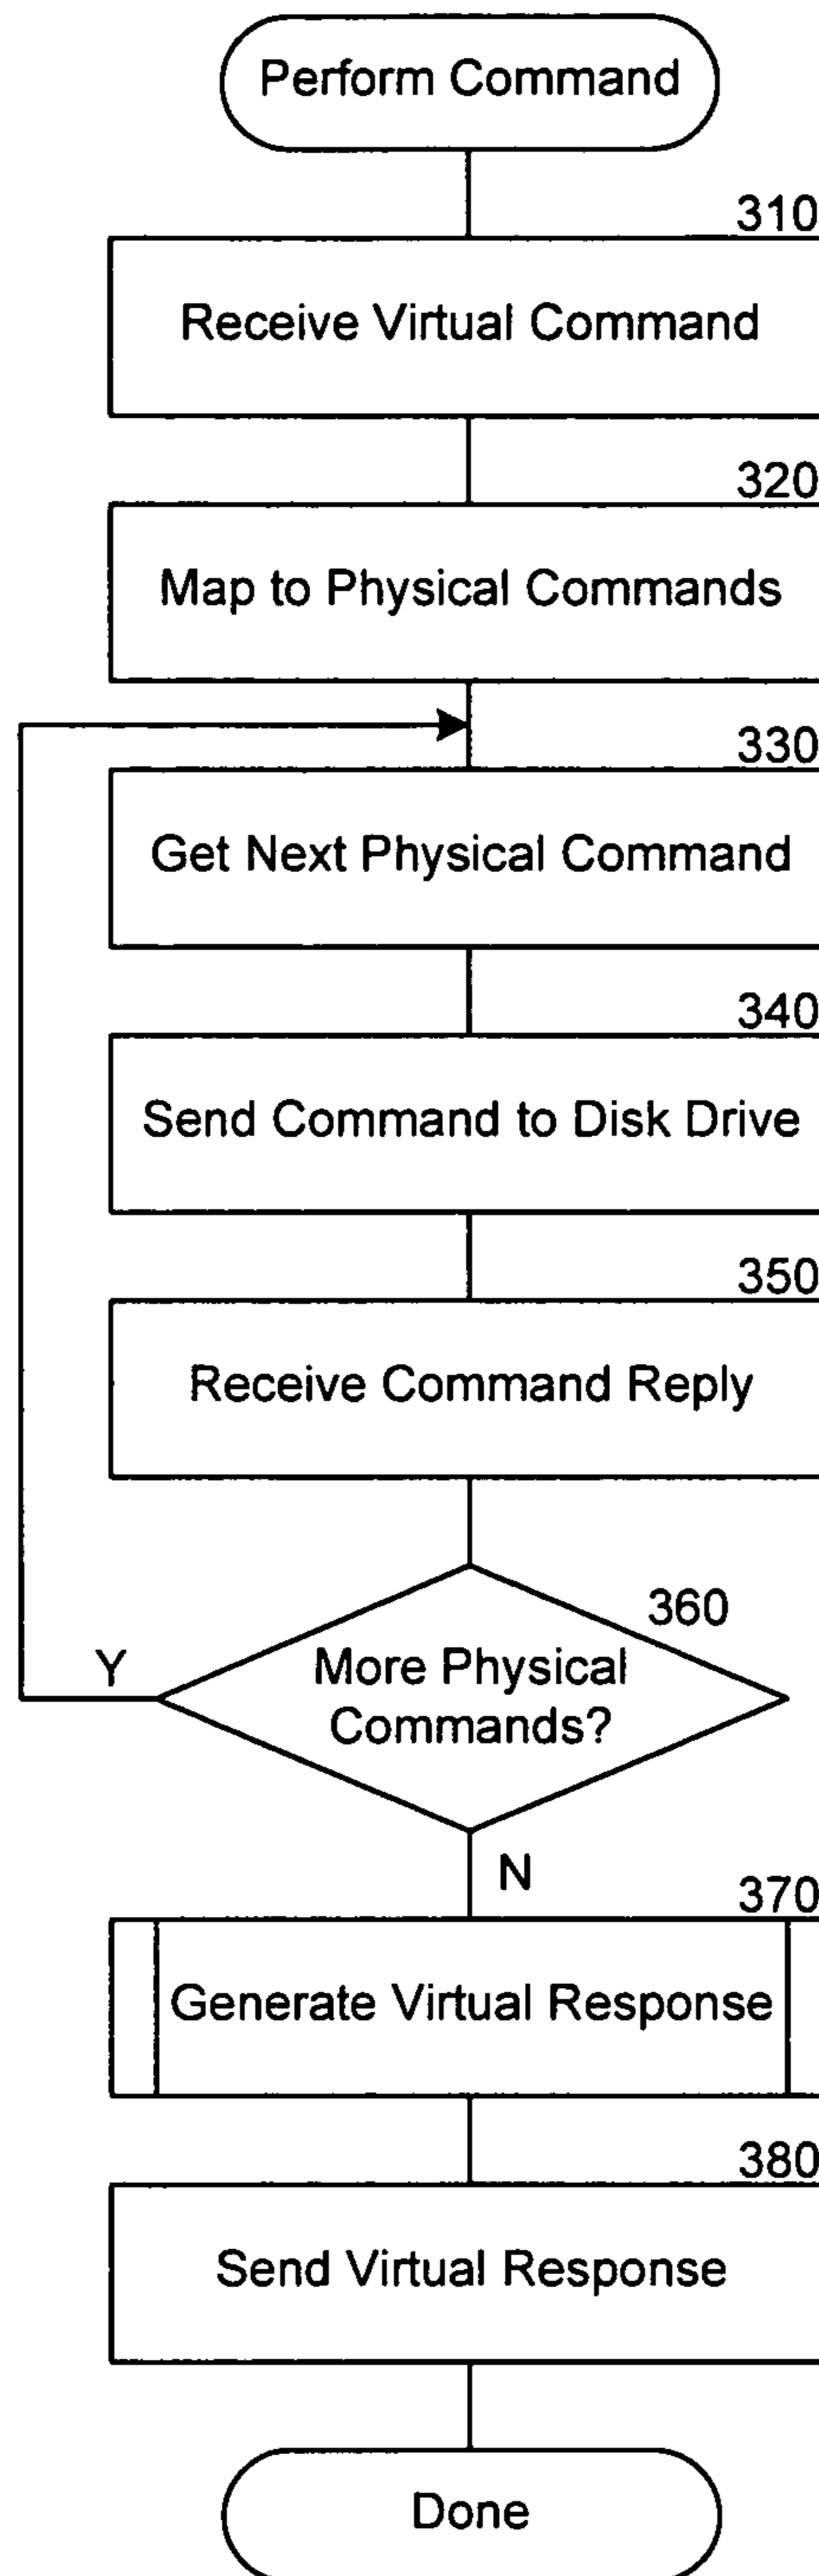 Perform Command
310
Receive Virtual Command
320
Map to Physical Commands
330
Get Next Physical Command
340
Send Command to Disk Drive
350
Receive Command Reply
360
More Physical
Commands?
Y
N
370
Generate Virtual Response
380
Send Virtual Response
Done